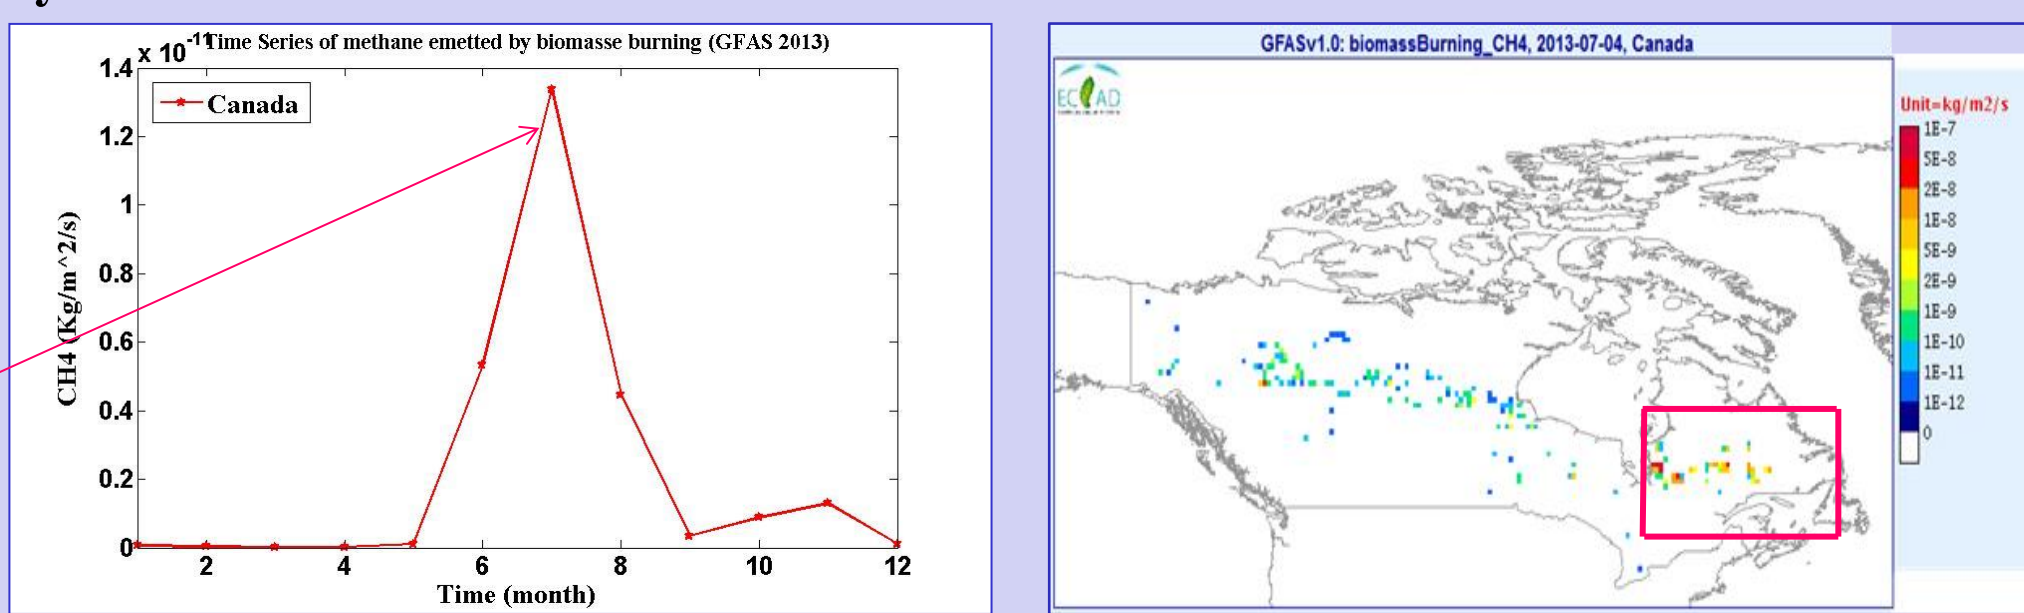 Time Series of methane emetted by biomasse burning (GFAS 2013)
x 10^-11
Canada
1.4
1.2
1
0.8
0.6
0.4
0.2
0
CH4 (Kg/m^2/s)
2 4 6 8 10 12
Time (month)
GFASv1.0: biomassBurning_CH4, 2013-07-04, Canada
Unit=kg/m2/s
1E-7
5E-8
2E-8
1E-8
5E-9
2E-9
1E-9
1E-10
1E-11
1E-12
0